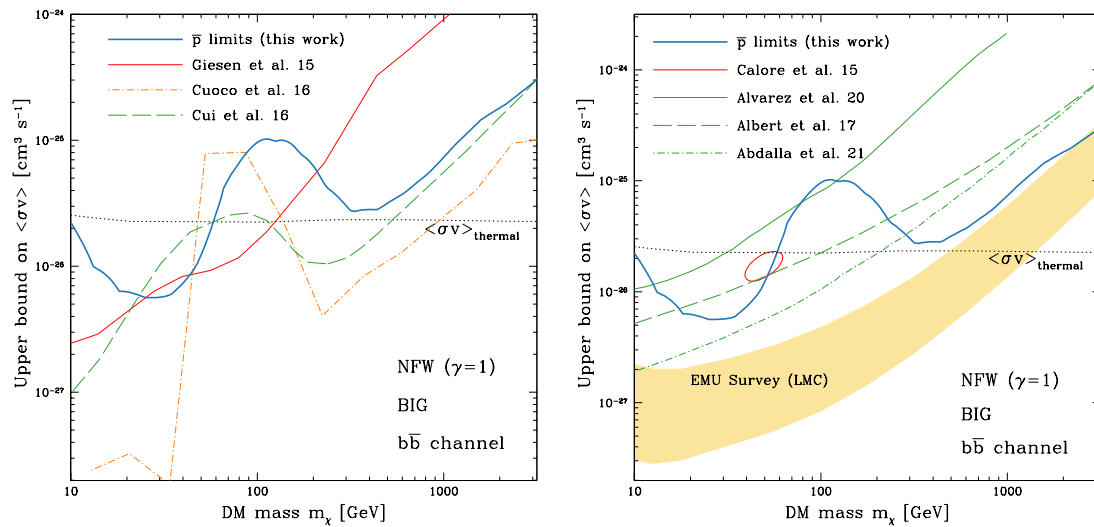 10⁻²⁴
10⁻²⁵
10⁻²⁶
10⁻²⁷
Upper bound on <σv> [cm³ s⁻¹]
p̅ limits (this work)
Giesen et al. 15
Cuoco et al. 16
Cui et al. 16
<σv>thermal
NFW (γ=1)
BIG
bb̅ channel
10 100 1000
DM mass mχ [GeV]
10⁻²⁴
10⁻²⁵
10⁻²⁶
10⁻²⁷
Upper bound on <σv> [cm³ s⁻¹]
p̅ limits (this work)
Calore et al. 15
Alvarez et al. 20
Albert et al. 17
Abdalla et al. 21
<σv>thermal
EMU Survey (LMC)
NFW (γ=1)
BIG
bb̅ channel
10 100 1000
DM mass mχ [GeV]